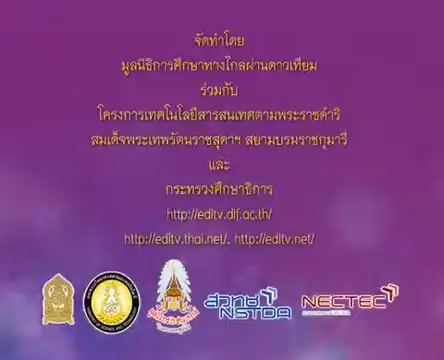 จัดทำโดย
มูลนิธิการศึกษาทางไกลผ่านดาวเทียม
ร่วมกับ
โครงการเทคโนโลยีสารสนเทศตามพระราชดำริ
สมเด็จพระเทพรัตนราชสุดาฯ สยามบรมราชกุมารี
และ
กระทรวงศึกษาธิการ
http://edltv.dlf.ac.th/
http://edltv.thai.net/, http://edltv.net/
สวทช NECTEC
NSTDA